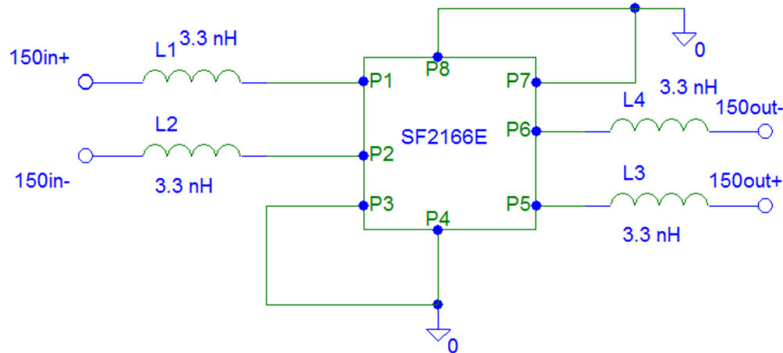 L1
3.3 nH
150in+
P1
P8
P7
0
L4
3.3 nH
150out-
P6
SF2166E
L2
P2
150in-
3.3 nH
P3
P4
P5
L3
150out+
3.3 nH
0